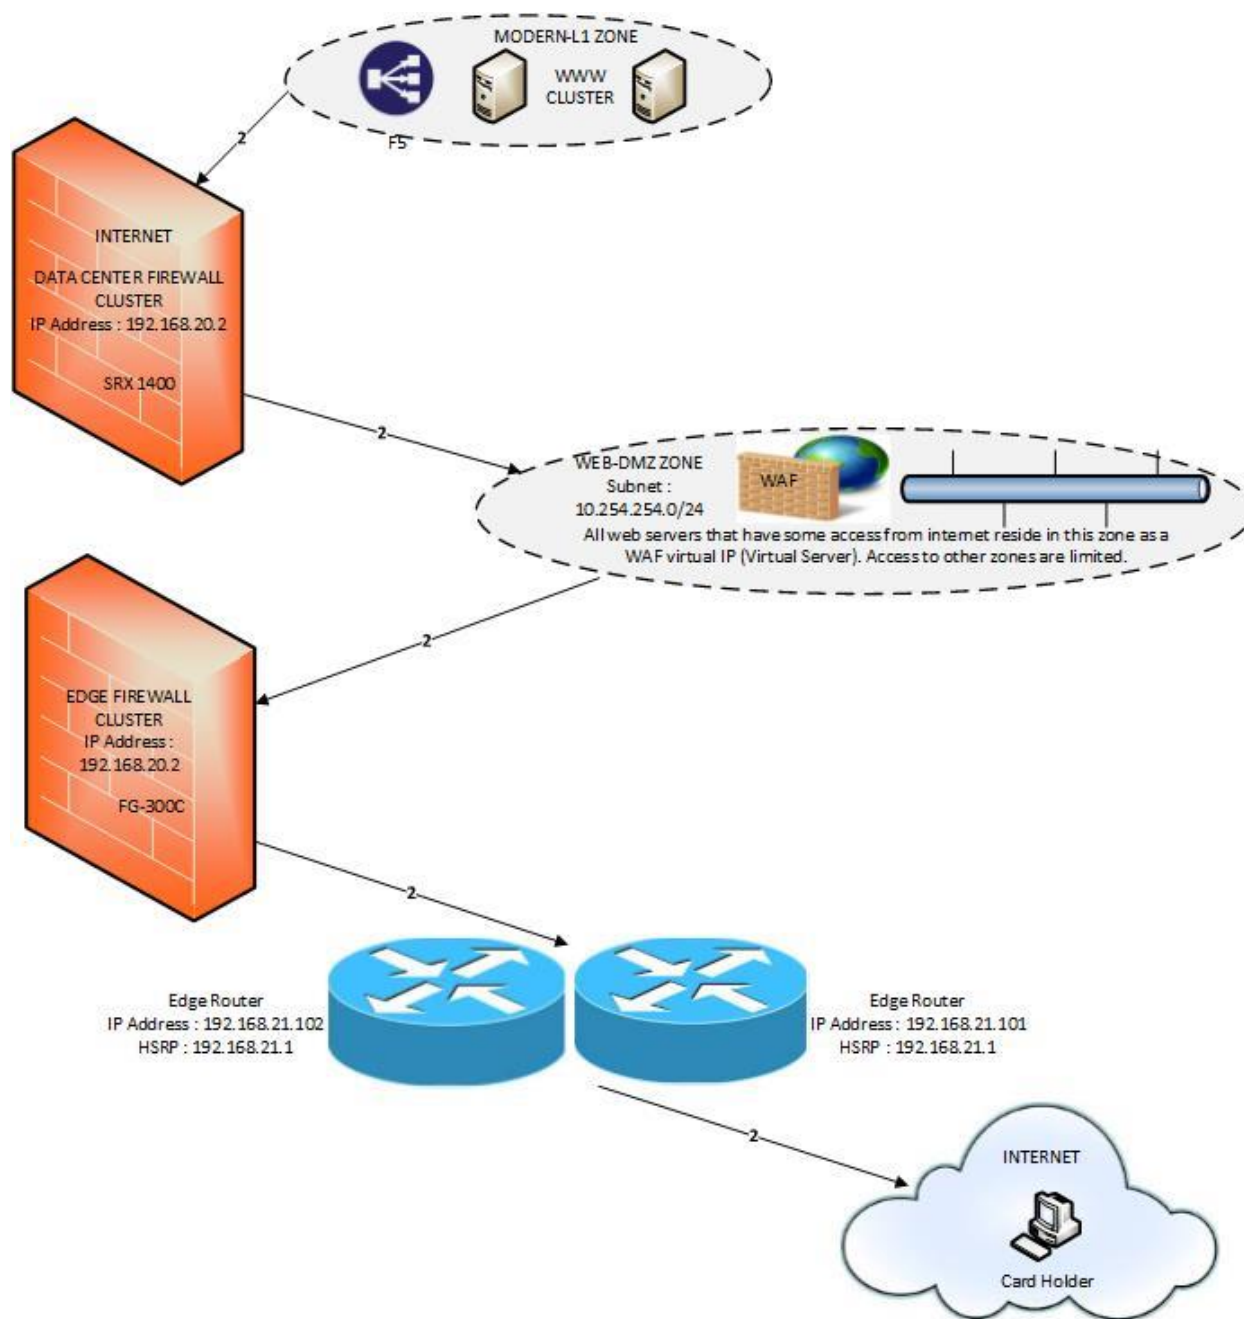 MODERN-L1 ZONE
WWW
CLUSTER
F5
2
INTERNET
DATA CENTER FIREWALL
CLUSTER
IP Address : 192.168.20.2
SRX 1400
2
WEB-DMZ ZONE
Subnet :
10.254.254.0/24
WAF
All web servers that have some access from internet reside in this zone as a
WAF virtual IP (Virtual Server). Access to other zones are limited.
2
EDGE FIREWALL
CLUSTER
IP Address :
192.168.20.2
FG-300C
2
Edge Router
IP Address : 192.168.21.102
HSRP : 192.168.21.1
Edge Router
IP Address : 192.168.21.101
HSRP : 192.168.21.1
2
INTERNET
Card Holder